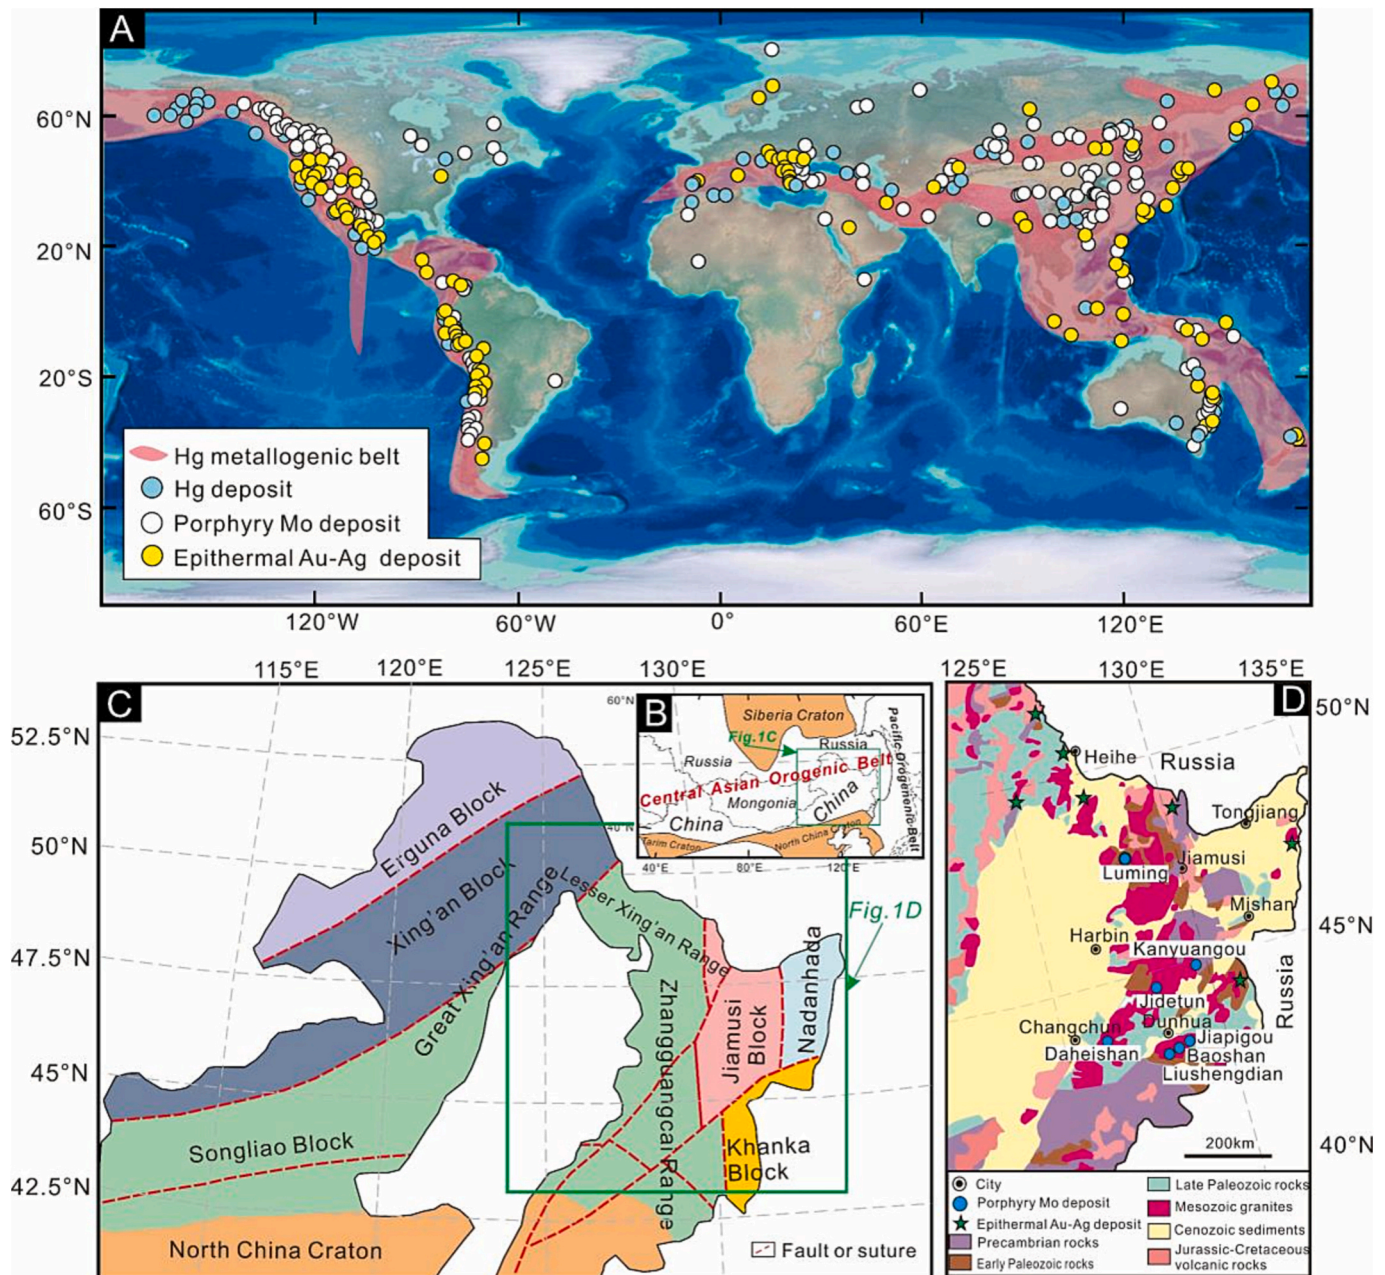 A
60°N
20°N
20°S
60°S
Hg metallogenic belt
Hg deposit
Porphyry Mo deposit
Epithermal Au-Ag deposit
120°W
60°W
0°
60°E
120°E
115°E
120°E
125°E
130°E
C
52.5°N
50°N
47.5°N
45°N
42.5°N
Erguna Block
Xing'an Block
Great Xing'an Range
Lesser Xing'an Range
Zhangguangcai Range
Jiamusi
Block
Nadanhada
Khanka
Block
Songliao Block
North China Craton
Fault or suture
Fig.1D
B
60°N
40°N
Siberia Craton
Fig.1C
Russia
Russia
Central Asian Orogenic Belt
Mongonia
China
China
Tarim Craton
North China Craton
Pacific Orogenenic Belt
40°E
80°E
120°E
125°E
130°E
135°E
D
50°N
45°N
40°N
Heihe
Russia
Tongjiang
Jiamusi
Luming
Mishan
Harbin
Kanyuangou
Russia
Jidetun
Changchun
Dunhua
Jiapigou
Daheishan
Baoshan
Liushengdian
200km
City
Porphyry Mo deposit
Epithermal Au-Ag deposit
Precambrian rocks
Early Paleozoic rocks
Late Paleozoic rocks
Mesozoic granites
Cenozoic sediments
Jurassic-Cretaceous
volcanic rocks